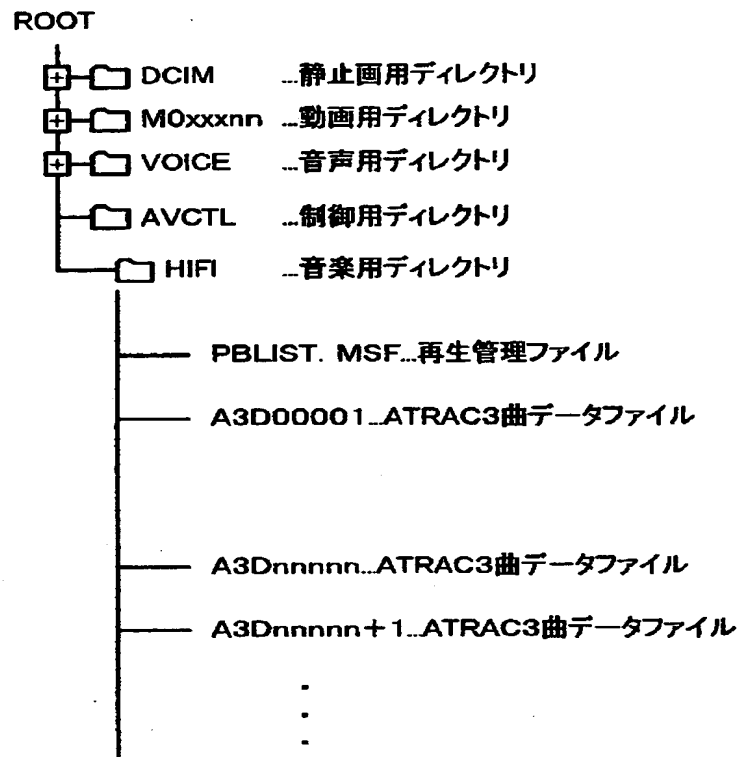 ROOT
DCIM ...静止画用ディレクトリ
M0xxxnn ...動画用ディレクトリ
VOICE ...音声用ディレクトリ
AVCTL ...制御用ディレクトリ
HIFI ...音楽用ディレクトリ
PBLIST. MSF...再生管理ファイル
A3D00001...ATRAC3曲データファイル
A3Dnnnnn...ATRAC3曲データファイル
A3Dnnnnn+1...ATRAC3曲データファイル